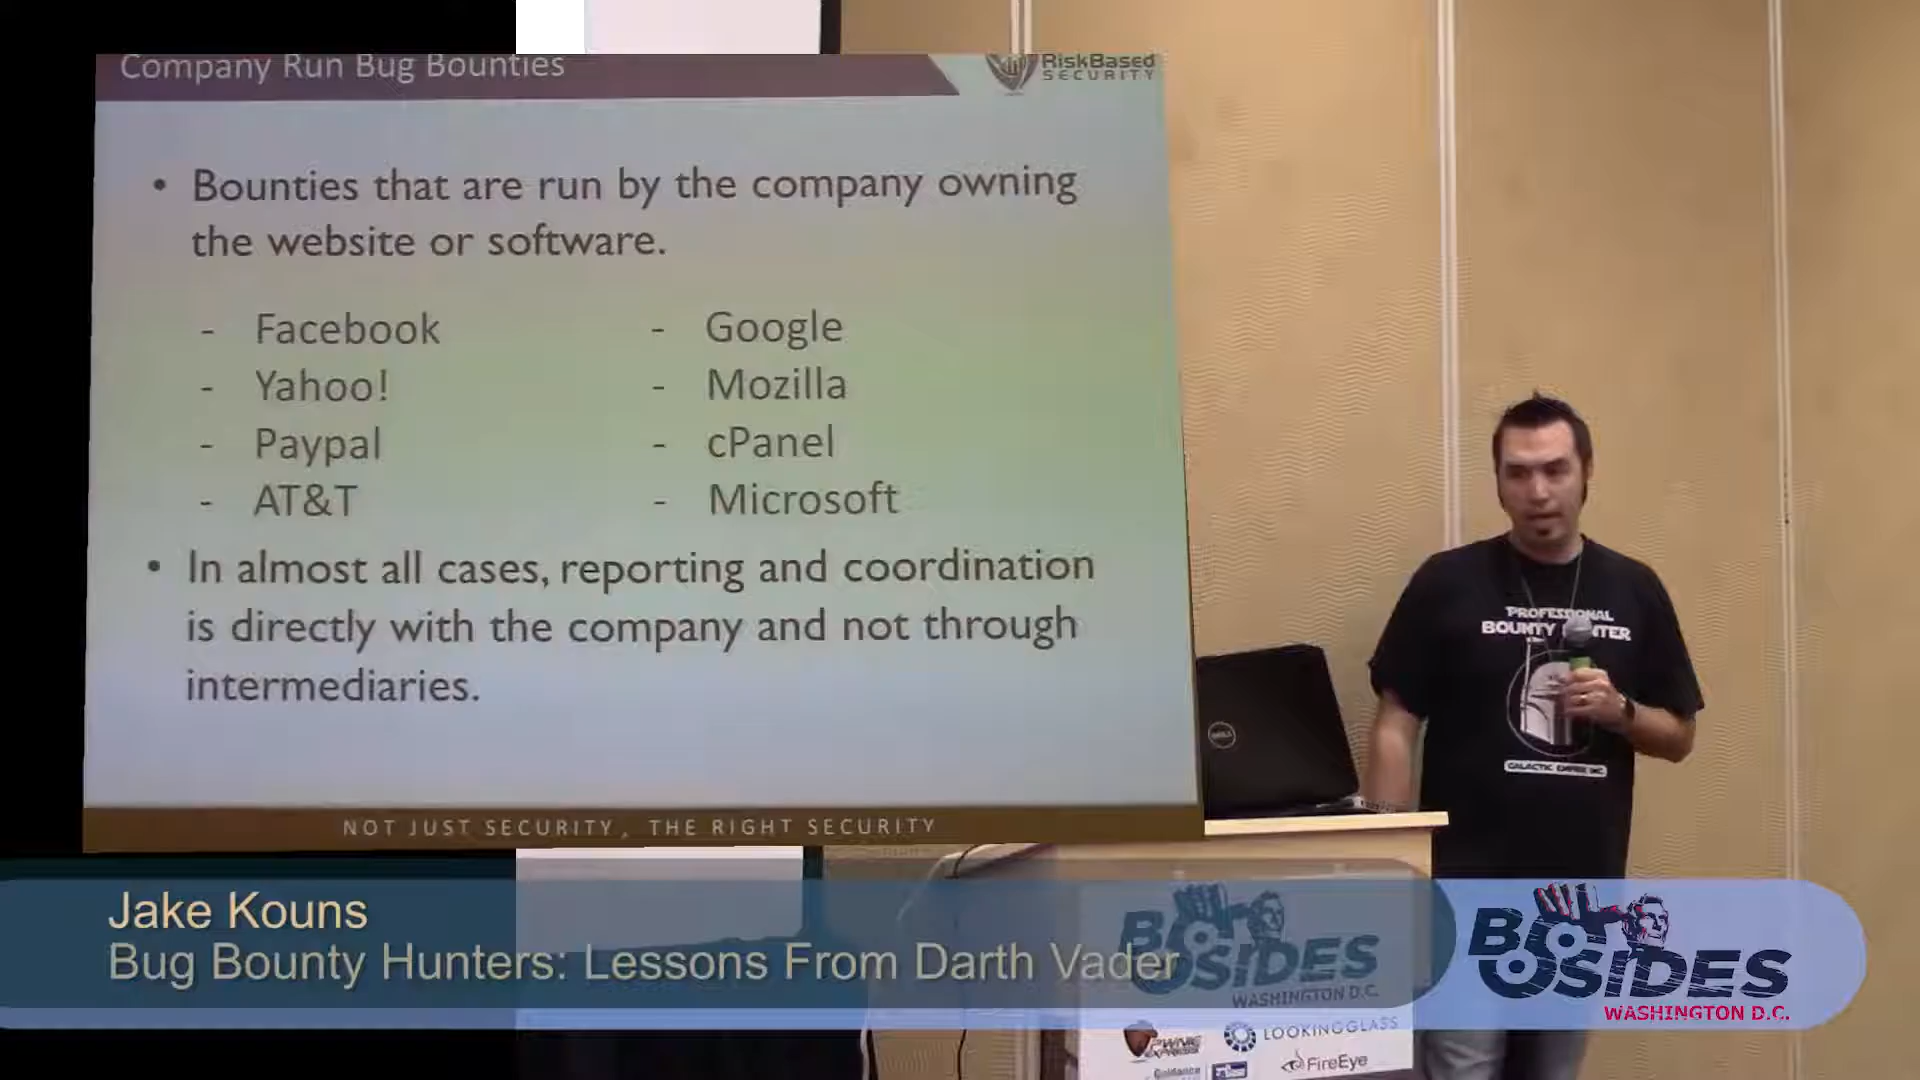 Company Run Bug Bounties
RiskBased
SECURITY
• Bounties that are run by the company owning
the website or software.
- Facebook
- Yahoo!
- Paypal
- AT&T
- Google
- Mozilla
- cPanel
- Microsoft
• In almost all cases, reporting and coordination
is directly with the company and not through
intermediaries.
NOT JUST SECURITY, THE RIGHT SECURITY
PROFESSIONAL
BOUNTY HUNTER
GALACTIC EMPIRE INC.
DELL
Jake Kouns
Bug Bounty Hunters: Lessons From Darth Vader
BSIDES
WASHINGTON D.C.
BSIDES
WASHINGTON D.C.
PWNIE
EXPRESS
LOOKINGGLASS
Guidance
FireEye